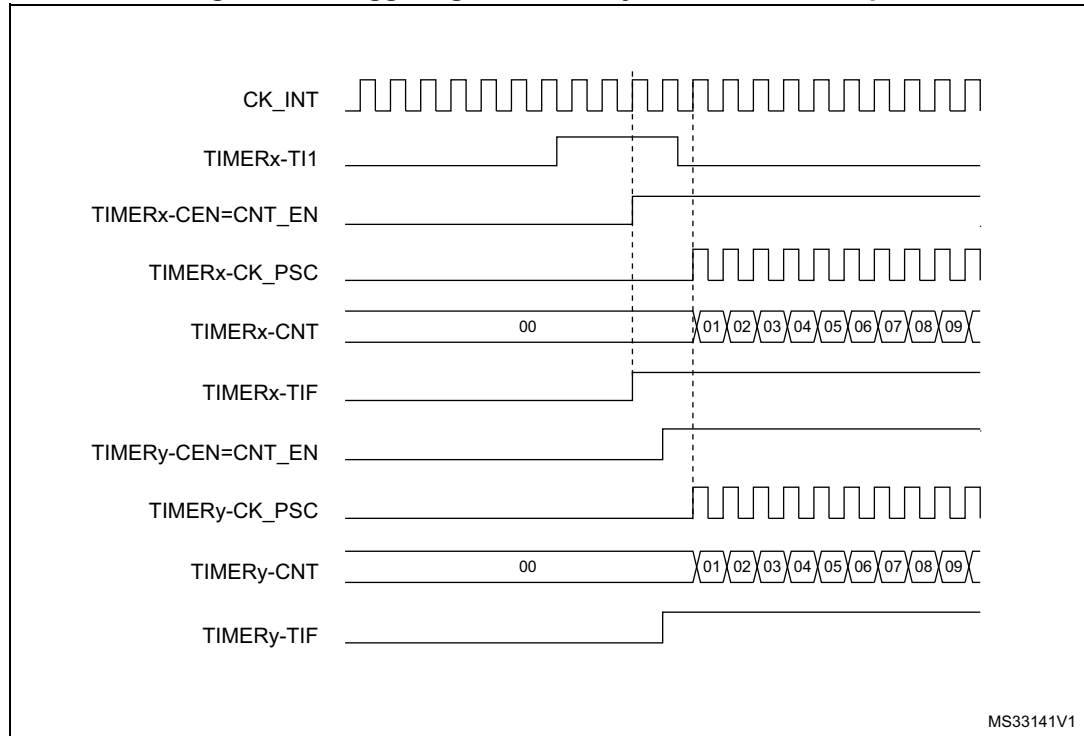 CK_INT
TIMERx-TI1
TIMERx-CEN=CNT_EN
TIMERx-CK_PSC
TIMERx-CNT 00 01 02 03 04 05 06 07 08 09
TIMERx-TIF
TIMERy-CEN=CNT_EN
TIMERy-CK_PSC
TIMERy-CNT 00 01 02 03 04 05 06 07 08 09
TIMERy-TIF
MS33141V1